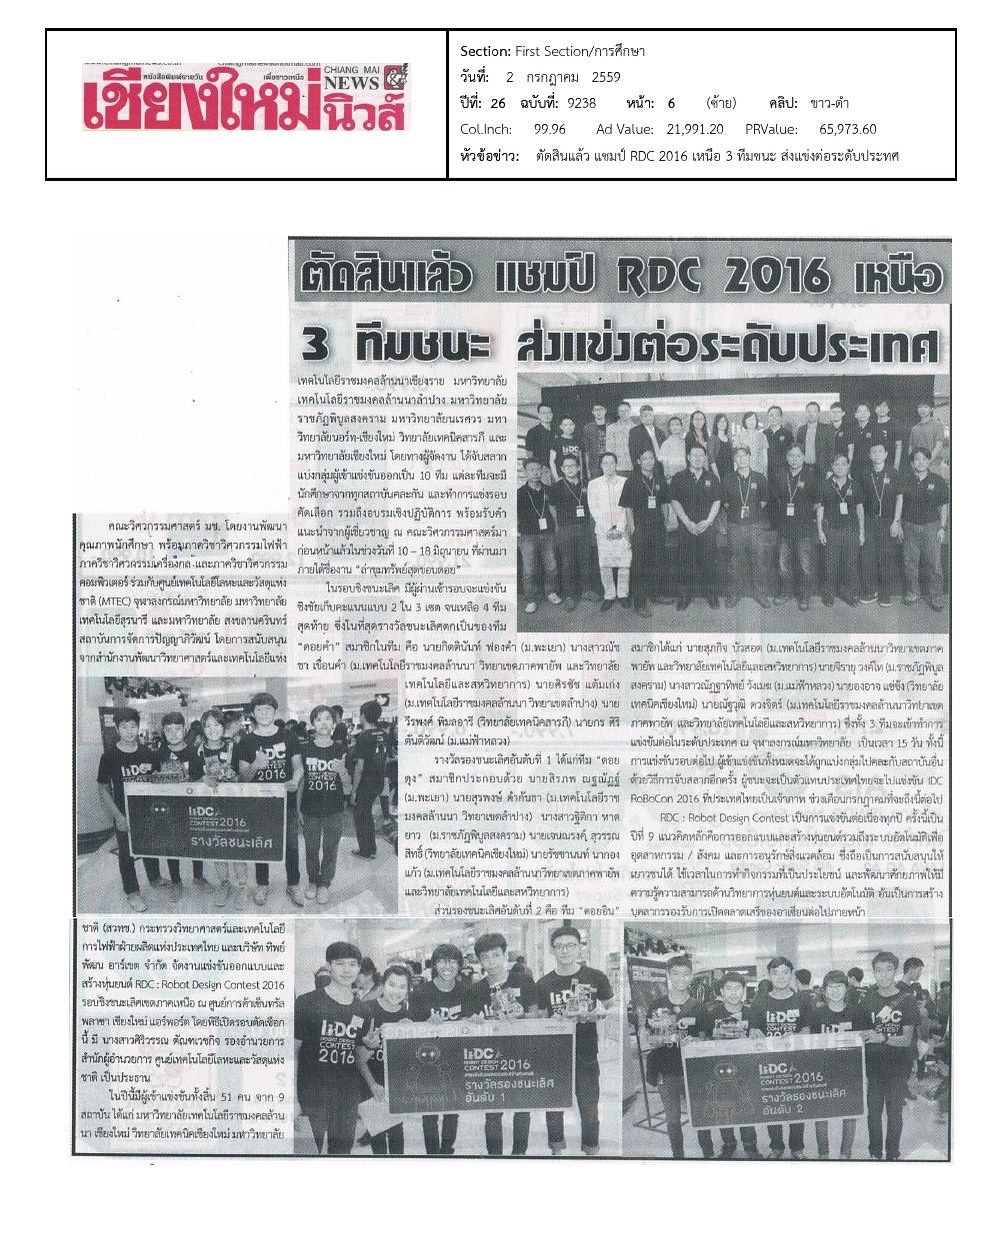 หนังสือพิมพ์รายวัน เพื่อชาวเหนือ
เชียงใหม่นิวส์
CHIANG MAI
NEWS
Section: First Section/การศึกษา
วันที่: 2 กรกฎาคม 2559
ปีที่: 26 ฉบับที่: 9238 หน้า: 6 (ซ้าย) คลิป: ขาว-ดำ
Col.Inch: 99.96 Ad Value: 21,991.20 PRValue: 65,973.60
หัวข้อข่าว: ตัดสินแล้ว แชมป์ RDC 2016 เหนือ 3 ทีมชนะ ส่งแข่งต่อระดับประเทศ
ตัดสินแล้ว แชมป์ RDC 2016 เหนือ
3 ทีมชนะ ส่งแข่งต่อระดับประเทศ
คณะวิศวกรรมศาสตร์ มช. โดยงานพัฒนา
คุณภาพนักศึกษา พร้อมภาควิชาวิศวกรรมไฟฟ้า
ภาควิชาวิศวกรรมเครื่องกล และภาควิชาวิศวกรรม
คอมพิวเตอร์ ร่วมกับศูนย์เทคโนโลยีโลหะและวัสดุแห่ง
ชาติ (MTEC) จุฬาลงกรณ์มหาวิทยาลัย มหาวิทยาลัย
เทคโนโลยีสุรนารี และมหาวิทยาลัย สงขลานครินทร์
สถาบันการจัดการปัญญาภิวัฒน์ โดยการสนับสนุน
จากสำนักงานพัฒนาวิทยาศาสตร์และเทคโนโลยีแห่ง
ชาติ (สวทช.) กระทรวงวิทยาศาสตร์และเทคโนโลยี
การไฟฟ้าฝ่ายผลิตแห่งประเทศไทย และบริษัท ทิพย์
พัฒน อาร์เขต จำกัด จัดงานแข่งขันออกแบบและ
สร้างหุ่นยนต์ RDC : Robot Design Contest 2016
รอบชิงชนะเลิศเขตภาคเหนือ ณ ศูนย์การค้าเซ็นทรัล
พลาซา เชียงใหม่ แอร์พอร์ต โดยพิธีเปิดรอบตัดเชือก
นี้ มี นางสาวศิริวรรณ ตัณฑเวชกิจ รองอำนวยการ
สำนักผู้อำนวยการ ศูนย์เทคโนโลยีโลหะและวัสดุแห่ง
ชาติ เป็นประธาน
ในปีนี้มีผู้เข้าแข่งขันทั้งสิ้น 51 คน จาก 9
สถาบัน ได้แก่ มหาวิทยาลัยเทคโนโลยีราชมงคลล้าน
นา เชียงใหม่ วิทยาลัยเทคนิคเชียงใหม่ มหาวิทยาลัย
เทคโนโลยีราชมงคลล้านนาเชียงราย มหาวิทยาลัย
เทคโนโลยีราชมงคลล้านนาลำปาง มหาวิทยาลัย
ราชภัฏพิบูลสงคราม มหาวิทยาลัยนเรศวร มหา
วิทยาลัยนอร์ท-เชียงใหม่ วิทยาลัยเทคนิคสารภี และ
มหาวิทยาลัยเชียงใหม่ โดยทางผู้จัดงาน ได้จับสลาก
แบ่งกลุ่มผู้เข้าแข่งขันออกเป็น 10 ทีม แต่ละทีมจะมี
นักศึกษาจากทุกสถาบันคละกัน และทำการแข่งรอบ
คัดเลือก รวมถึงอบรมเชิงปฏิบัติการ พร้อมรับคำ
แนะนำจากผู้เชี่ยวชาญ ณ คณะวิศวกรรมศาสตร์มา
ก่อนหน้าแล้วในช่วงวันที่ 10 – 18 มิถุนายน ที่ผ่านมา
ภายใต้ชื่องาน “ล่าขุมทรัพย์สุดขอบดอย”
ในรอบชิงชนะเลิศ มีผู้ผ่านเข้ารอบจะแข่งขัน
ชิงชัยเก็บคะแนนแบบ 2 ใน 3 เซต จนเหลือ 4 ทีม
สุดท้าย ซึ่งในที่สุดรางวัลชนะเลิศตกเป็นของทีม
“ดอยคำ” สมาชิกในทีม คือ นายกิตตินันท์ ฟองคำ (ม.พะเยา) นางสาวณัช
ชา เขื่อนคำ (ม.เทคโนโลยีราชมงคลล้านนา วิทยาเขตภาคพายัพ และวิทยาลัย
เทคโนโลยีและสหวิทยาการ) นายศิรชัช แต้มเก่ง
(ม.เทคโนโลยีราชมงคลล้านนา วิทยาเขตลำปาง) นาย
วีรพงศ์ พิมลอารี (วิทยาลัยเทคนิคสารภี) นายกร ศิริ
ตันติวัฒน์ (ม.แม่ฟ้าหลวง)
รางวัลรองชนะเลิศอันดับที่ 1 ได้แก่ทีม “ดอย
ตุง” สมาชิกประกอบด้วย นายสิรภพ ณฐณัฏฐ์
(ม.พะเยา) นายสุรพงษ์ คำกันธา (ม.เทคโนโลยีราช
มงคลล้านนา วิทยาเขตลำปาง) นางสาวฐิติกา หาด
ยาว (ม.ราชภัฏพิบูลสงคราม) นายเจนณรงค์ สุวรรณ
สิทธิ์ (วิทยาลัยเทคนิคเชียงใหม่) นายรัชชานนท์ นากอง
แก้ว (ม.เทคโนโลยีราชมงคลล้านนาวิทยาเขตภาคพายัพ
และวิทยาลัยเทคโนโลยีและสหวิทยาการ)
ส่วนรองชนะเลิศอันดับที่ 2 คือ ทีม “ดอยอิน”
สมาชิกได้แก่ นายสุภกิจ บัวสอด (ม.เทคโนโลยีราชมงคลล้านนาวิทยาเขตภาค
พายัพ และวิทยาลัยเทคโนโลยีและสหวิทยาการ) นายจิรายุ วงค์โท (ม.ราชภัฏพิบูล
สงคราม) นางสาวณัฏฐาทิพย์ วังเมฆ (ม.แม่ฟ้าหลวง) นายองอาจ แซ่จัง (วิทยาลัย
เทคนิคเชียงใหม่) นายณัฐวุฒิ ดวงจิตร์ (ม.เทคโนโลยีราชมงคลล้านนาวิทยาเขต
ภาคพายัพ และวิทยาลัยเทคโนโลยีและสหวิทยาการ) ซึ่งทั้ง 3 ทีมจะเข้าทำการ
แข่งขันต่อในระดับประเทศ ณ จุฬาลงกรณ์มหาวิทยาลัย เป็นเวลา 15 วัน ทั้งนี้
การแข่งขันรอบต่อไป ผู้เข้าแข่งขันทั้งหมดจะได้ถูกแบ่งกลุ่มไปคละกับสถาบันอื่น
ด้วยวิธีการจับสลากอีกครั้ง ผู้ชนะจะเป็นตัวแทนประเทศไทยจะไปแข่งขัน IDC
RoBoCon 2016 ที่ประเทศไทยเป็นเจ้าภาพ ช่วงเดือนกรกฎาคมที่จะถึงนี้ต่อไป
RDC : Robot Design Contest เป็นการแข่งขันต่อเนื่องทุกปี ครั้งนี้เป็น
ปีที่ 9 แนวคิดหลักคือการออกแบบและสร้างหุ่นยนต์รวมถึงระบบอัตโนมัติเพื่อ
อุตสาหกรรม / สังคม และการอนุรักษ์สิ่งแวดล้อม ซึ่งถือเป็นการสนับสนุนให้
เยาวชนได้ ใช้เวลาในการทำกิจกรรมที่เป็นประโยชน์ และพัฒนาศักยภาพให้มี
ความรู้ความสามารถด้านวิทยาการหุ่นยนต์และระบบอัตโนมัติ อันเป็นการสร้าง
บุคลากรรองรับการเปิดตลาดเสรีของอาเซียนต่อไปภายหน้า
RDC 2016
ROBOT DESIGN
CONTEST
รางวัลชนะเลิศ
RDC 2016
ROBOT DESIGN
CONTEST
รางวัลรองชนะเลิศ
อันดับ 1
RDC 2016
ROBOT DESIGN
CONTEST
รางวัลรองชนะเลิศ
อันดับ 2